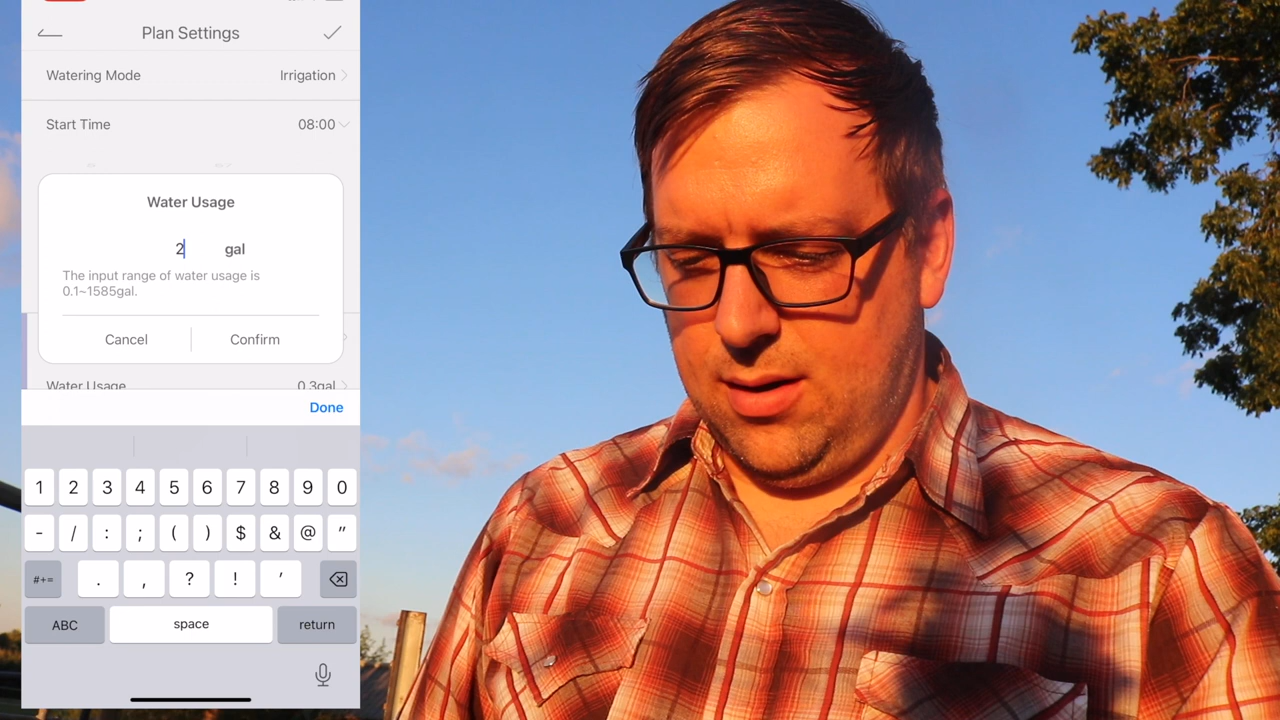 Plan Settings
Watering Mode Irrigation
Start Time 08:00
Water Usage
2 gal
The input range of water usage is
0.1~1585gal.
Cancel Confirm
Water Usage 0.3gal
Done
1 2 3 4 5 6 7 8 9 0
- / : ; ( ) $ & @ "
#+= . , ? ! '
ABC space return